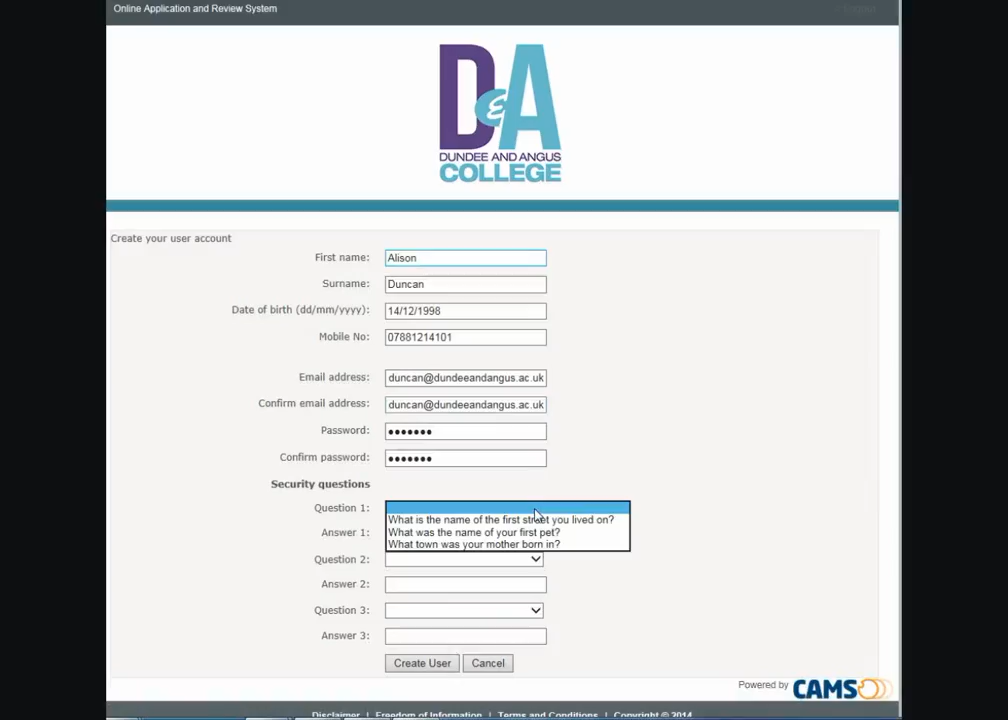 Online Application and Review System
D&A
DUNDEE AND ANGUS
COLLEGE
Create your user account
First name: Alison
Surname: Duncan
Date of birth (dd/mm/yyyy): 14/12/1998
Mobile No: 07881214101
Email address: duncan@dundeeandangus.ac.uk
Confirm email address: duncan@dundeeandangus.ac.uk
Password: •••••••
Confirm password: •••••••
Security questions
Question 1:
What is the name of the first street you lived on?
Answer 1: What was the name of your first pet?
What town was your mother born in?
Question 2:
Answer 2:
Question 3:
Answer 3:
Create User Cancel
Powered by CAMS
Disclaimer | Freedom of Information | Terms and Conditions | Copyright © 2014